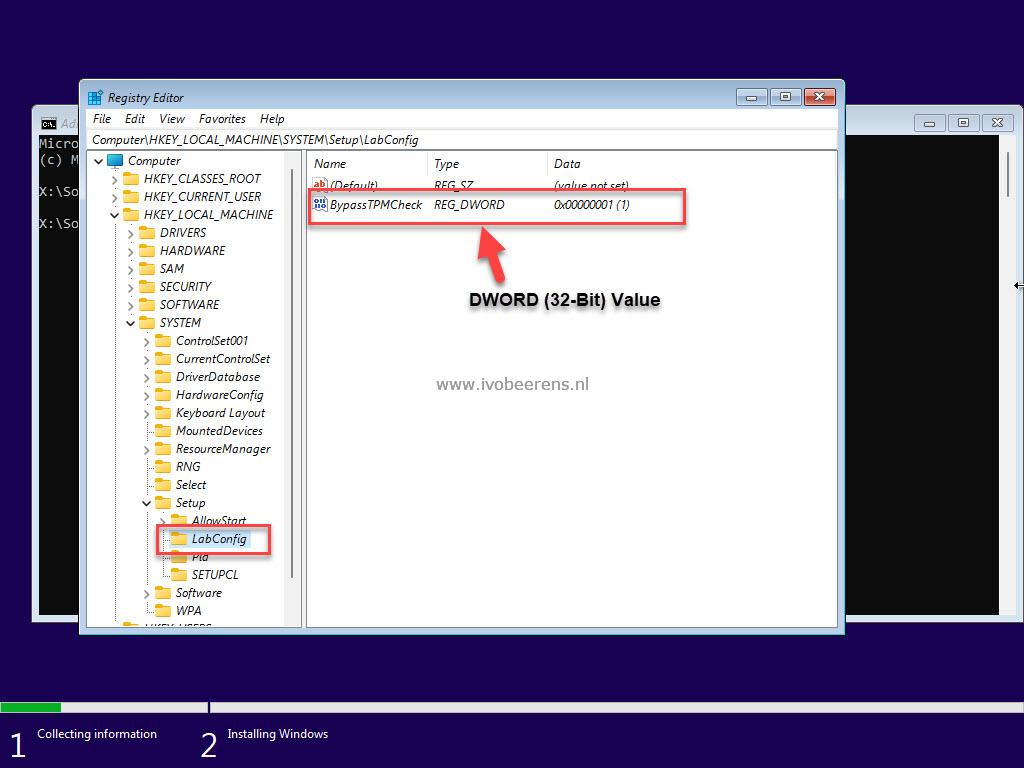 Registry Editor
File Edit View Favorites Help
Computer\HKEY_LOCAL_MACHINE\SYSTEM\Setup\LabConfig
Ad
Micro
(c) M
X:\So
X:\So
Computer
HKEY_CLASSES_ROOT
HKEY_CURRENT_USER
HKEY_LOCAL_MACHINE
DRIVERS
HARDWARE
SAM
SECURITY
SOFTWARE
SYSTEM
ControlSet001
CurrentControlSet
DriverDatabase
HardwareConfig
Keyboard Layout
MountedDevices
ResourceManager
RNG
Select
Setup
AllowStart
LabConfig
Pid
SETUPCL
Software
WPA
HKEY_USERS
Name Type Data
(Default) REG_SZ (value not set)
BypassTPMCheck REG_DWORD 0x00000001 (1)
DWORD (32-Bit) Value
www.ivobeerens.nl
1 Collecting information 2 Installing Windows